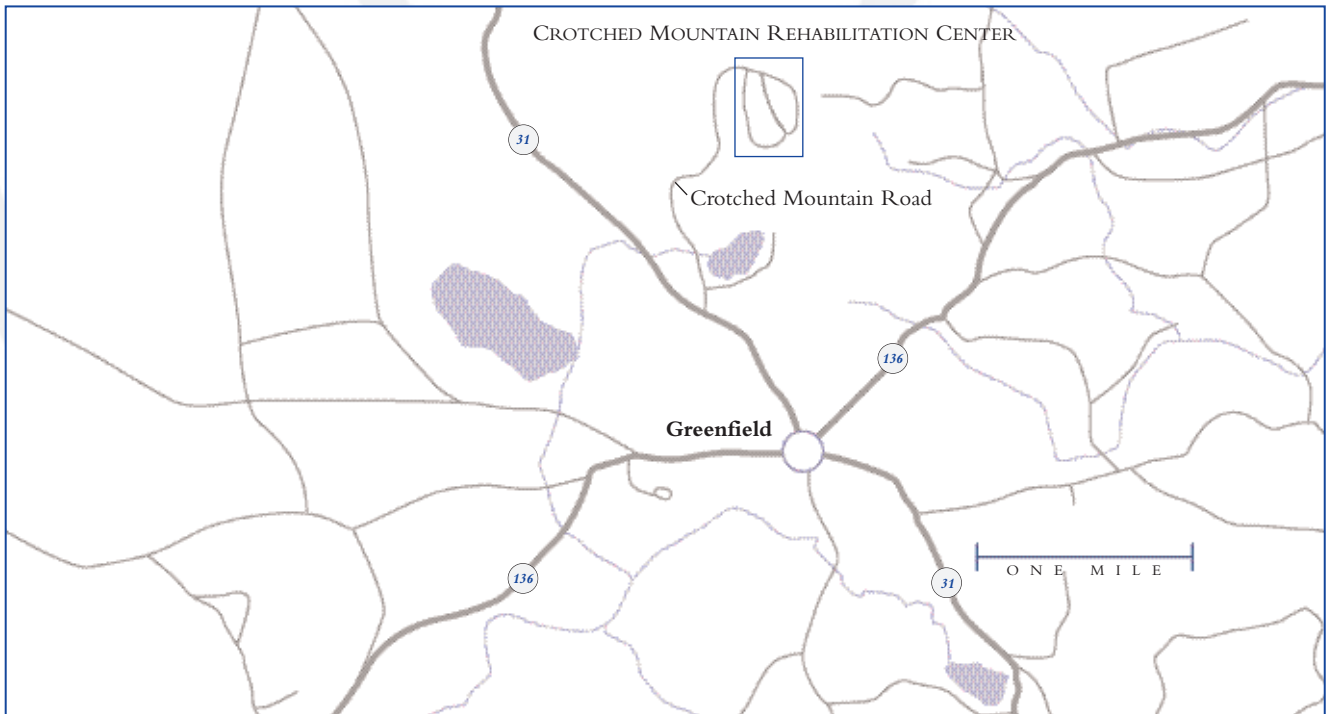 CROTCHED MOUNTAIN REHABILITATION CENTER
31
Crotched Mountain Road
136
Greenfield
ONE MILE
136
31